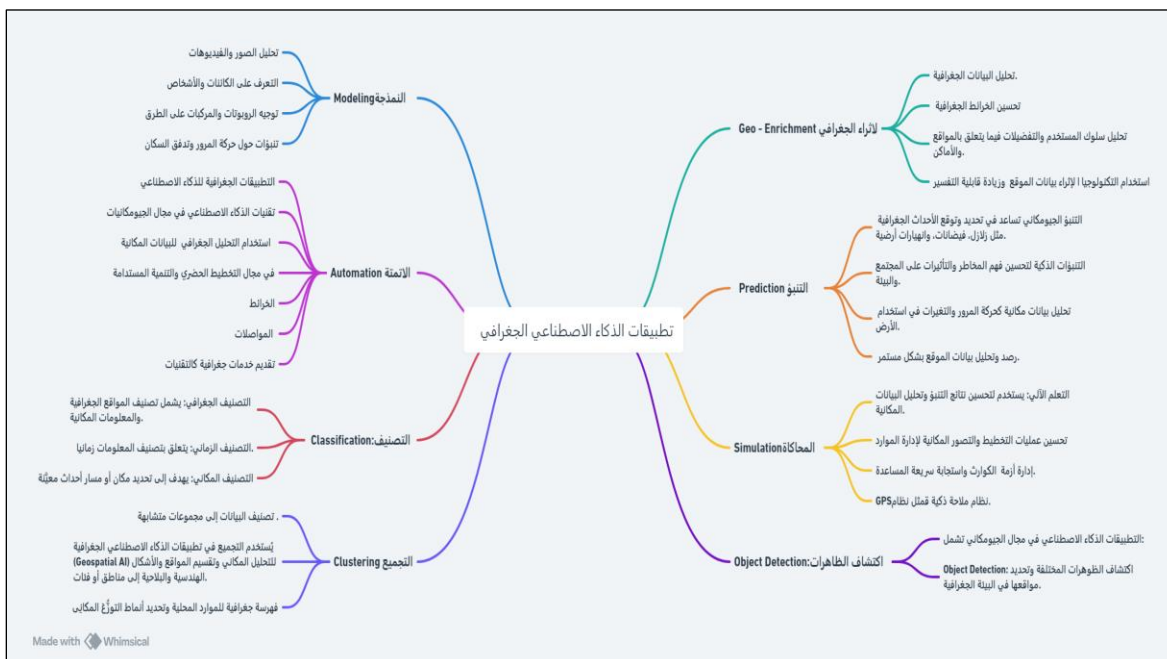 تطبيقات الذكاء الاصطناعي الجغرافي
لاثراء الجغرافي Geo - Enrichment
تحليل البيانات الجغرافية.
تحسين الخرائط الجغرافية
تحليل سلوك المستخدم والتفضيلات فيما يتعلق بالمواقع
والأماكن.
استخدام التكنولوجيا ا لإثراء بيانات الموقع وزيادة قابلية التفسير
التنبؤ Prediction
التنبؤ الجيومكاني تساعد في تحديد وتوقع الأحداث الجغرافية
مثل زلازل، فيضانات، وانهيارات أرضية.
التنبؤات الذكية لتحسين فهم المخاطر والتأثيرات على المجتمع
والبيئة.
تحليل بيانات مكانية كحركة المرور والتغيرات في استخدام
الأرض.
رصد وتحليل بيانات الموقع بشكل مستمر.
المحاكاة Simulation
التعلم الآلي: يستخدم لتحسين نتائج التنبؤ وتحليل البيانات
المكانية.
تحسين عمليات التخطيط والتصور المكانية لإدارة الموارد
إدارة أزمة الكوارث واستجابة سريعة المساعدة.
نظام ملاحة ذكية قمثل نظام GPS.
اكتشاف الظاهرات: Object Detection
التطبيقات الذكاء الاصطناعي في مجال الجيومكاني تشمل:
اكتشاف الظوهرات المختلفة وتحديد Object Detection:
مواقعها في البيئة الجغرافية.
النمذجة Modeling
تحليل الصور والفيديوهات
التعرف على الكائنات والأشخاص
توجيه الروبوتات والمركبات على الطرق
تنبؤات حول حركة المرور وتدفق السكان
الاتمتة Automation
التطبيقات الجغرافية للذكاء الاصطناعي
تقنيات الذكاء الاصطناعي في مجال الجيومكانيات
استخدام التحليل الجغرافي للبيانات المكانية
في مجال التخطيط الحضري والتنمية المستدامة
الخرائط
المواصلات
تقديم خدمات جغرافية كالتقنيات
التصنيف: Classification
التصنيف الجغرافي: يشمل تصنيف المواقع الجغرافية
والمعلومات المكانية.
التصنيف الزماني: يتعلق بتصنيف المعلومات زمانيا.
التصنيف المكاني: يهدف إلى تحديد مكان أو مسار أحداث معيَّنة
التجميع Clustering
تصنيف البيانات إلى مجموعات متشابهة .
يُستخدم التجميع في تطبيقات الذكاء الاصطناعي الجغرافية
(Geospatial AI) للتحليل المكاني وتقسيم المواقع والأشكال
الهندسية والبلاحية إلى مناطق أو فئات.
فهرسة جغرافية للموارد المحلية وتحديد أنماط التوزُّع المكاني
Made with Whimsical